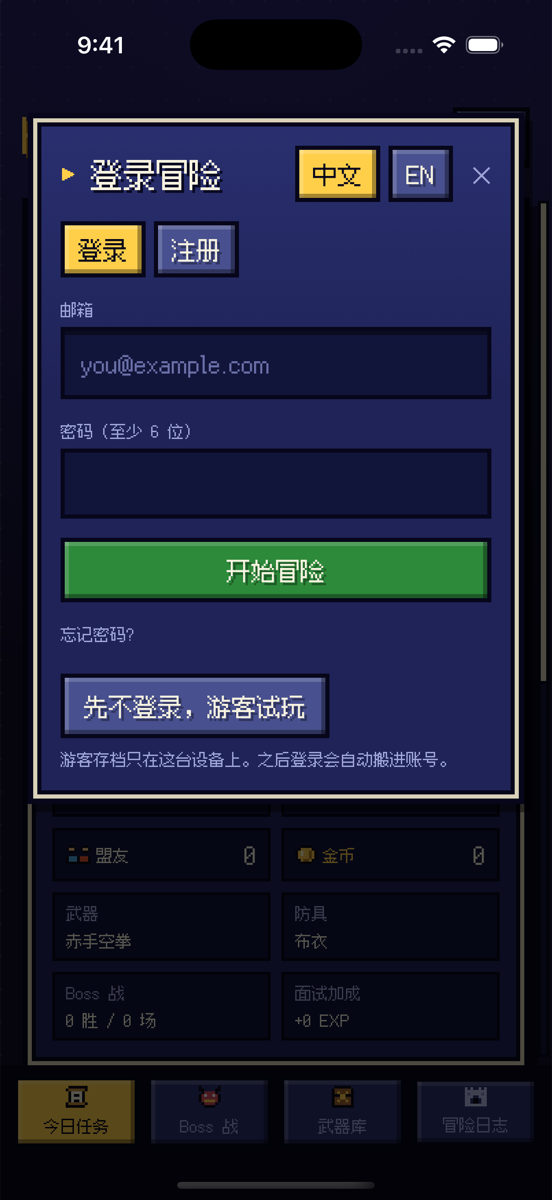 9:41
登录冒险
中文
EN
登录
注册
邮箱
you@example.com
密码（至少 6 位）
开始冒险
忘记密码?
先不登录，游客试玩
游客存档只在这台设备上。之后登录会自动搬进账号。
盟友 0
金币 0
武器
赤手空拳
防具
布衣
Boss 战
0 胜 / 0 场
面试加成
+0 EXP
今日任务
Boss 战
武器库
冒险日志